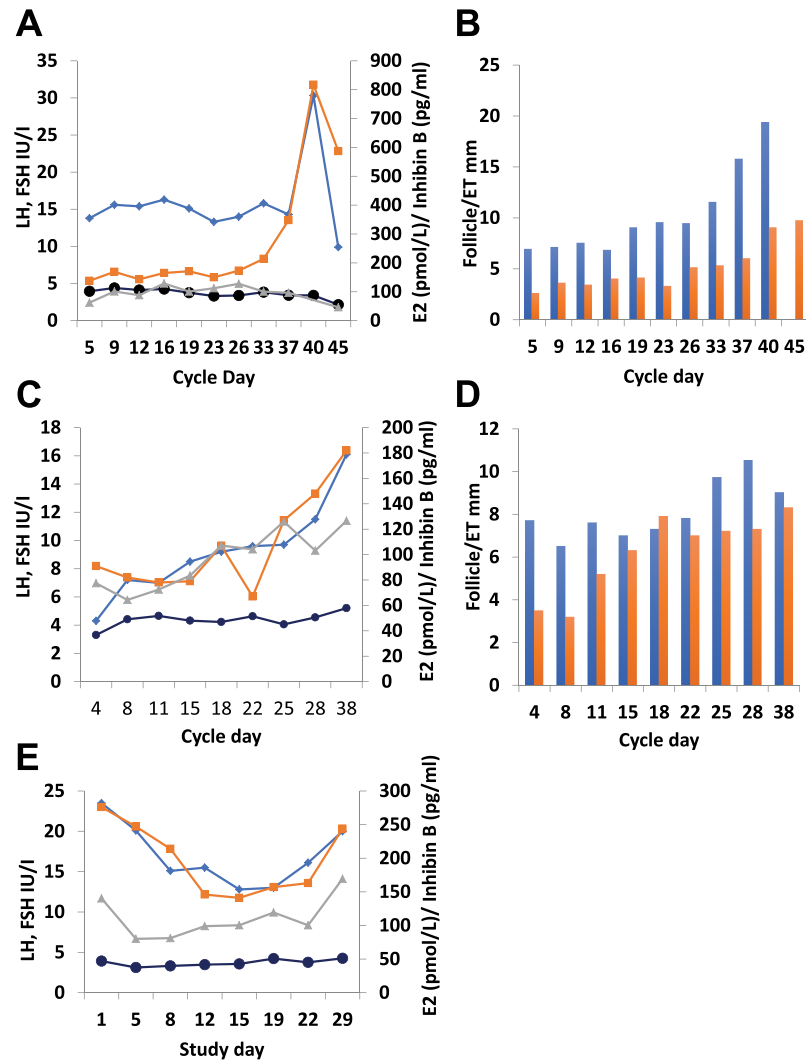 A
LH, FSH IU/I
35
30
25
20
15
10
5
0
900
800
700
600
500
400
300
200
100
0
E2 (pmol/L)/ Inhibin B (pg/ml)
5 9 12 16 19 23 26 33 37 40 45
Cycle Day
B
Follicle/ET mm
25
20
15
10
5
0
5 9 12 16 19 23 26 33 37 40 45
Cycle day
C
LH, FSH IU/I
18
16
14
12
10
8
6
4
2
0
200
180
160
140
120
100
80
60
40
20
0
E2 (pmol/L)/ Inhibin B (pg/ml)
4 8 11 15 18 22 25 28 38
Cycle day
D
Follicle/ET mm
12
10
8
6
4
2
0
4 8 11 15 18 22 25 28 38
Cycle day
E
LH, FSH IU/I
25
20
15
10
5
0
300
250
200
150
100
50
0
E2 (pmol/L)/ Inhibin B (pg/ml)
1 5 8 12 15 19 22 29
Study day